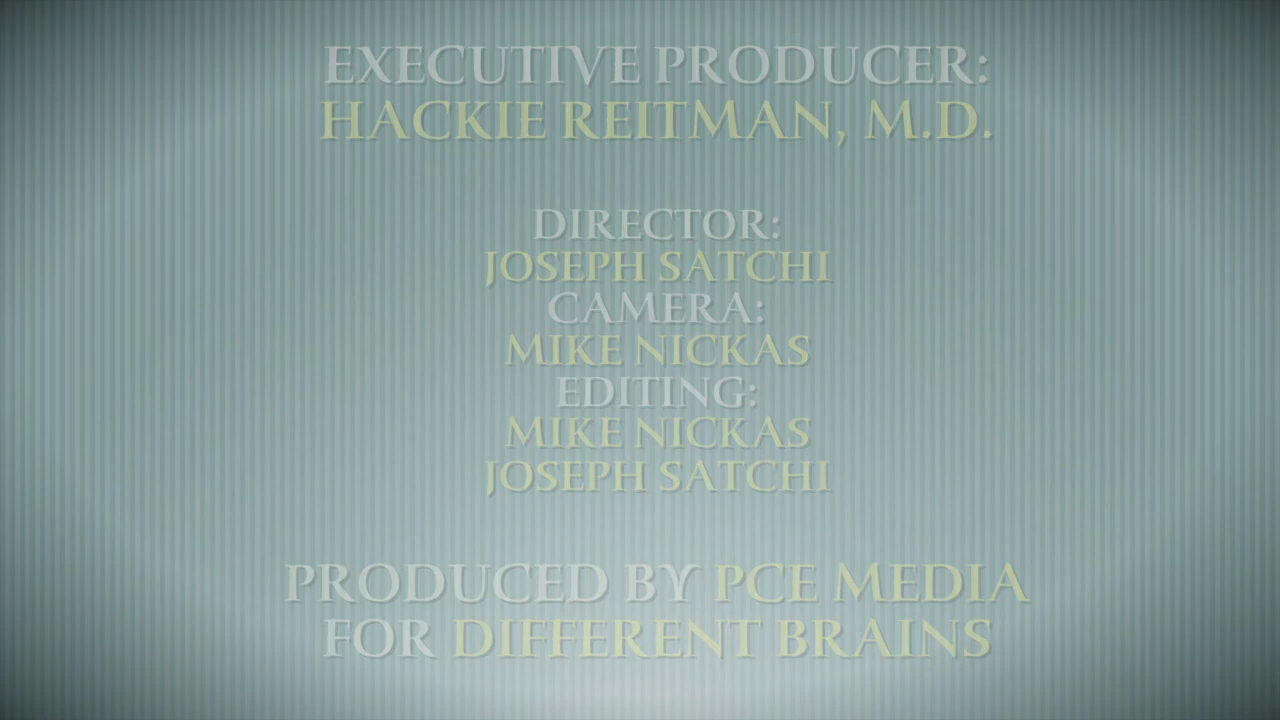 EXECUTIVE PRODUCER:
HACKIE REITMAN, M.D.
DIRECTOR:
JOSEPH SATCHI
CAMERA:
MIKE NICKAS
EDITING:
MIKE NICKAS
JOSEPH SATCHI
PRODUCED BY PCE MEDIA
FOR DIFFERENT BRAINS